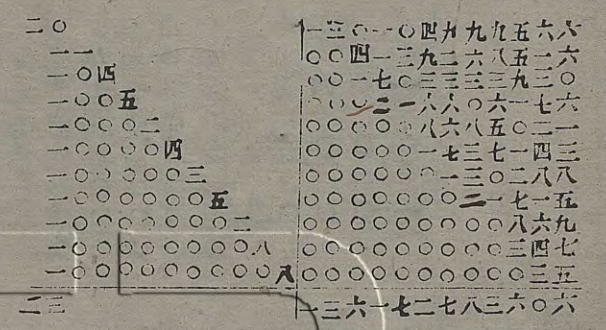 二〇 一三〇一〇四九九九五六六
一一 〇〇四一三九二六八五一六
一〇四 〇〇一七〇三三三三九三〇
一〇〇五 〇〇〇二一六六〇六一七六
一〇〇〇二 〇〇〇〇〇八六八五〇二一
一〇〇〇〇四 〇〇〇〇〇一七三七一四三
一〇〇〇〇〇三 〇〇〇〇〇〇一三〇二八八
一〇〇〇〇〇〇五 〇〇〇〇〇〇〇二一七一五
一〇〇〇〇〇〇〇二 〇〇〇〇〇〇〇〇〇八六九
一〇〇〇〇〇〇〇〇八 〇〇〇〇〇〇〇〇〇三四七
一〇〇〇〇〇〇〇〇〇八 〇〇〇〇〇〇〇〇〇〇三五
二三 一三六一七二七八三六〇六